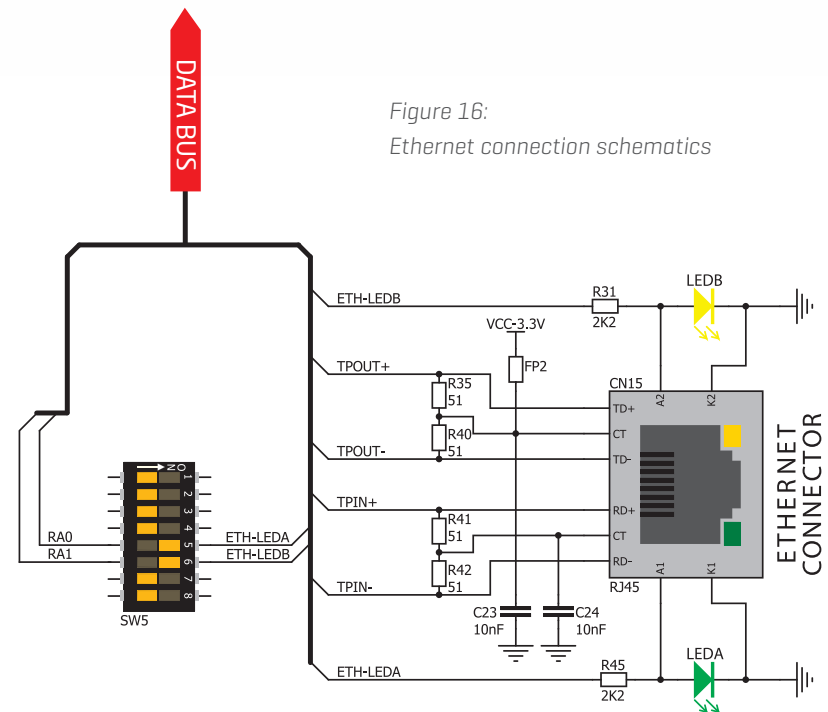 DATA BUS
Figure 16:
Ethernet connection schematics
ETH-LEDB
R31
2K2
LEDB
VCC-3.3V
FP2
TPOUT+
R35
51
R40
51
TPOUT-
TPIN+
R41
51
R42
51
TPIN-
CN15
A2
K2
TD+
CT
TD-
RD+
CT
RD-
A1
K1
RJ45
ETHERNET
CONNECTOR
C23
10nF
C24
10nF
ETH-LEDA
R45
2K2
LEDA
O
N
1
2
3
4
5
6
7
8
RA0
RA1
ETH-LEDA
ETH-LEDB
SW5